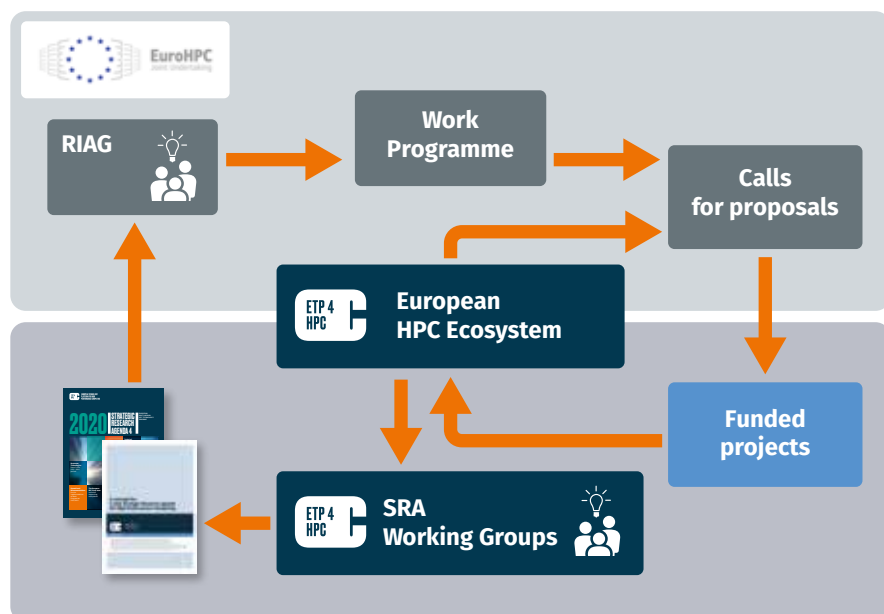 EuroHPC
Joint Undertaking
RIAG
Work
Programme
Calls
for proposals
ETP 4
HPC
European
HPC Ecosystem
Funded
projects
2020
STRATEGIC
RESEARCH
AGENDA 4
ETP 4
HPC
SRA
Working Groups